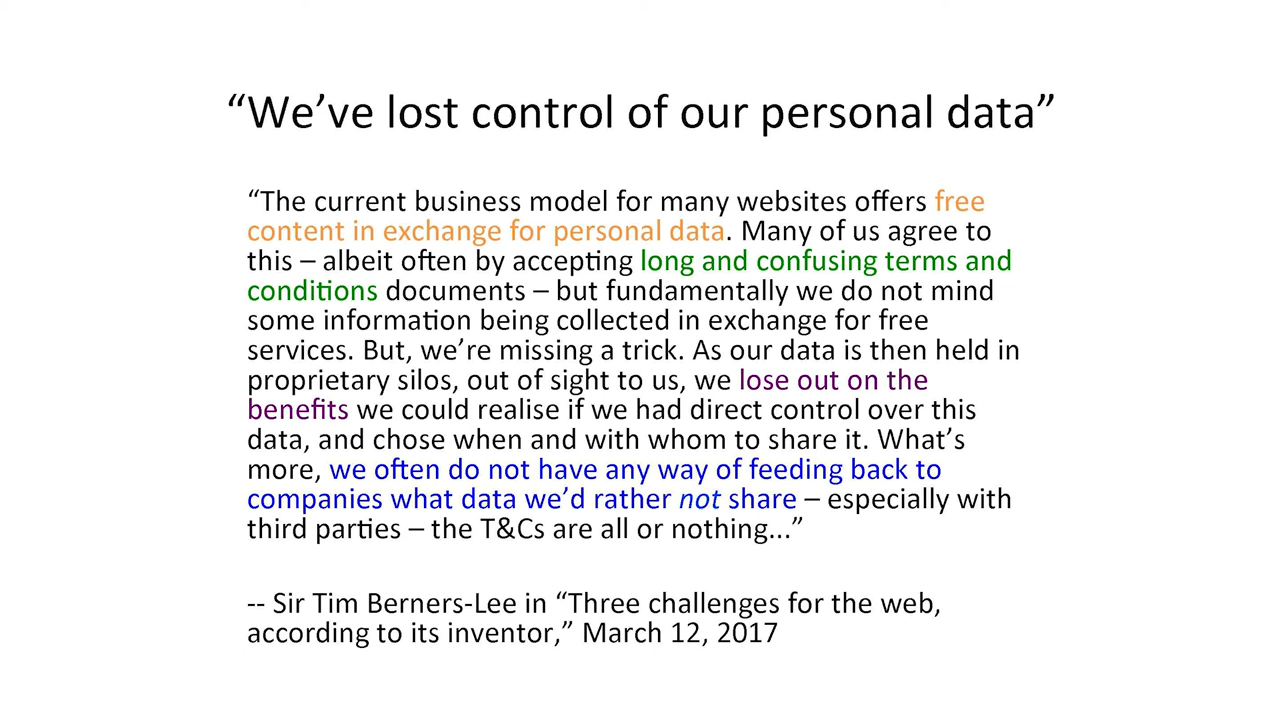 “We’ve lost control of our personal data”
“The current business model for many websites offers free
content in exchange for personal data. Many of us agree to
this – albeit often by accepting long and confusing terms and
conditions documents – but fundamentally we do not mind
some information being collected in exchange for free
services. But, we’re missing a trick. As our data is then held in
proprietary silos, out of sight to us, we lose out on the
benefits we could realise if we had direct control over this
data, and chose when and with whom to share it. What’s
more, we often do not have any way of feeding back to
companies what data we’d rather not share – especially with
third parties – the T&Cs are all or nothing...”
-- Sir Tim Berners-Lee in “Three challenges for the web,
according to its inventor,” March 12, 2017